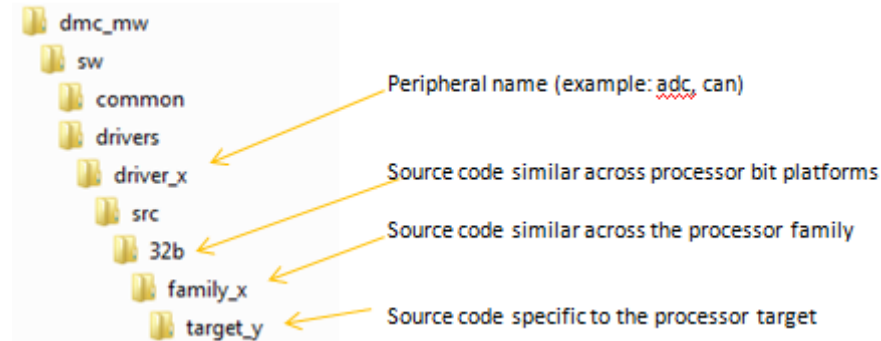 dmc_mw
sw
common
drivers
driver_x
src
32b
family_x
target_y
Peripheral name (example: adc, can)
Source code similar across processor bit platforms
Source code similar across the processor family
Source code specific to the processor target